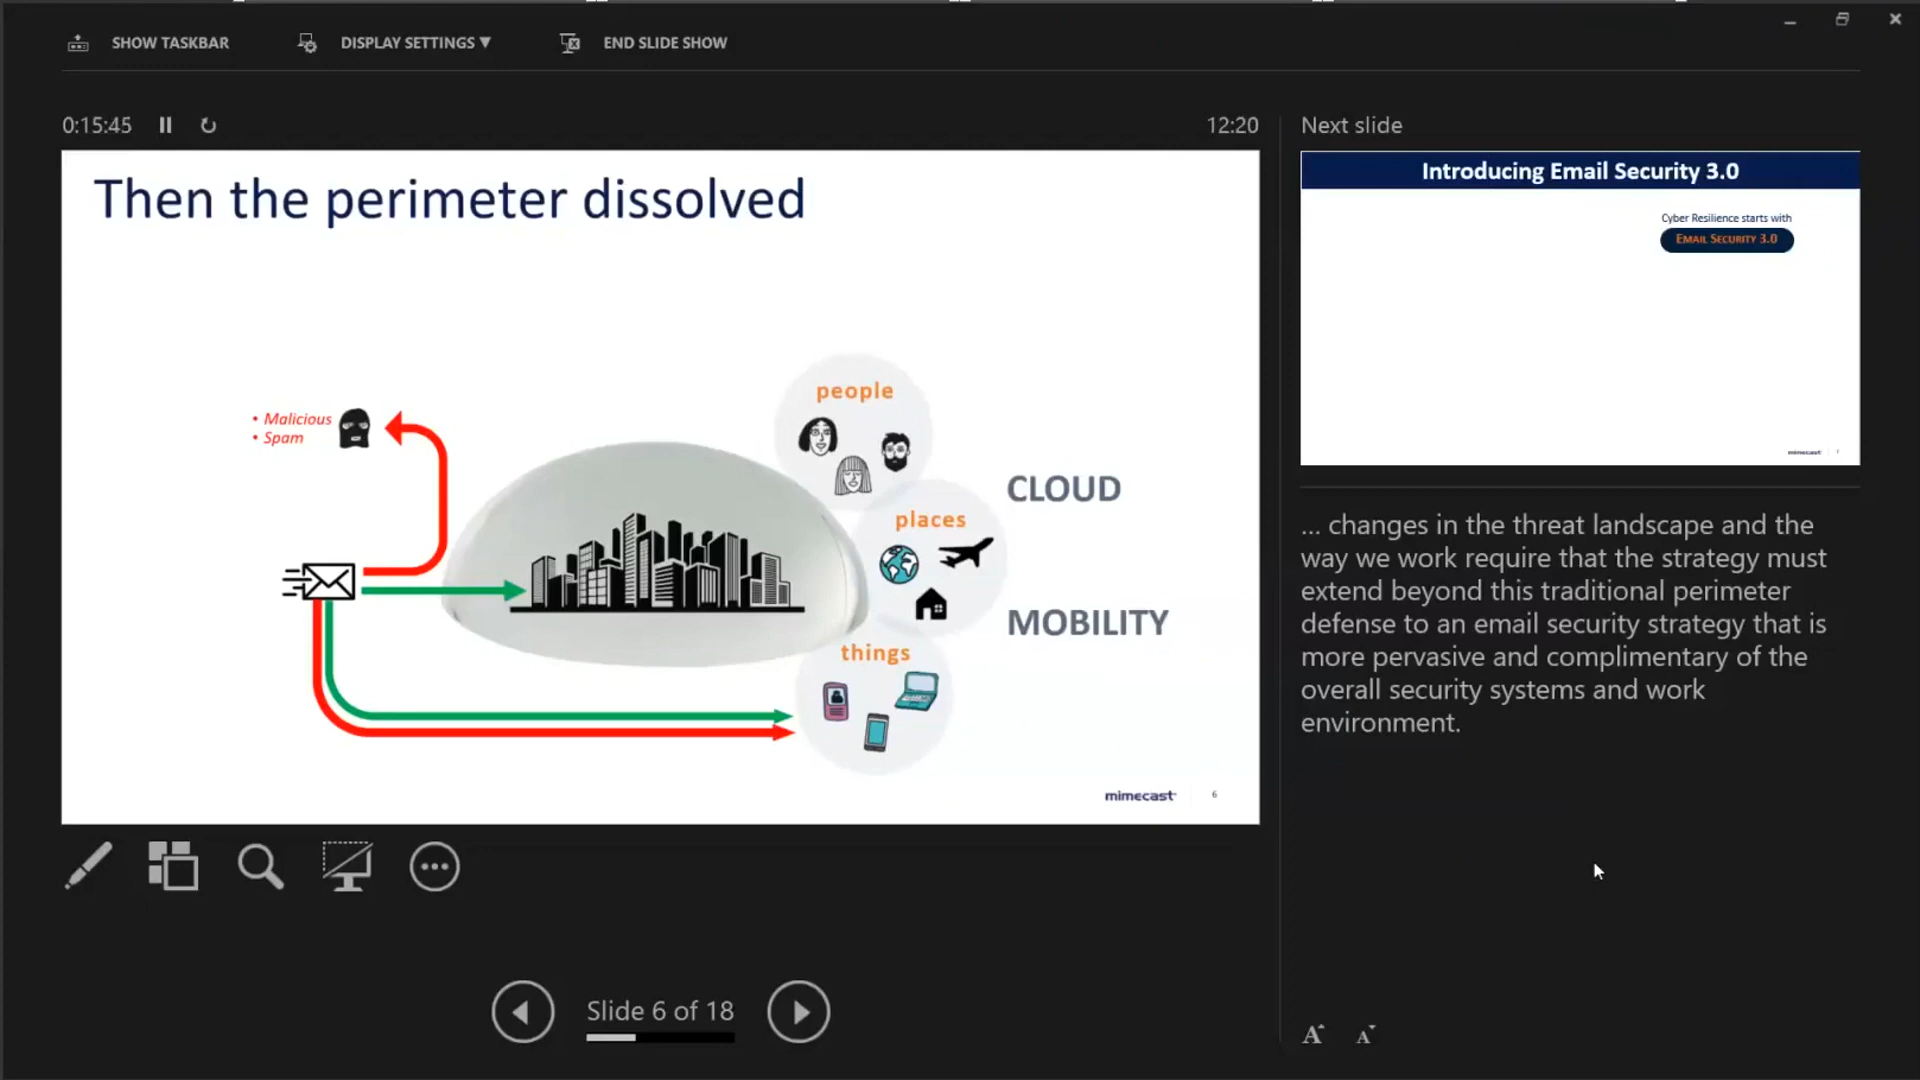 SHOW TASKBAR
DISPLAY SETTINGS ▼
END SLIDE SHOW
0:15:45
12:20
Then the perimeter dissolved
• Malicious
• Spam
people
places
things
CLOUD
MOBILITY
mimecast
6
Next slide
Introducing Email Security 3.0
Cyber Resilience starts with
EMAIL SECURITY 3.0
mimecast
... changes in the threat landscape and the
way we work require that the strategy must
extend beyond this traditional perimeter
defense to an email security strategy that is
more pervasive and complimentary of the
overall security systems and work
environment.
Slide 6 of 18
A
A